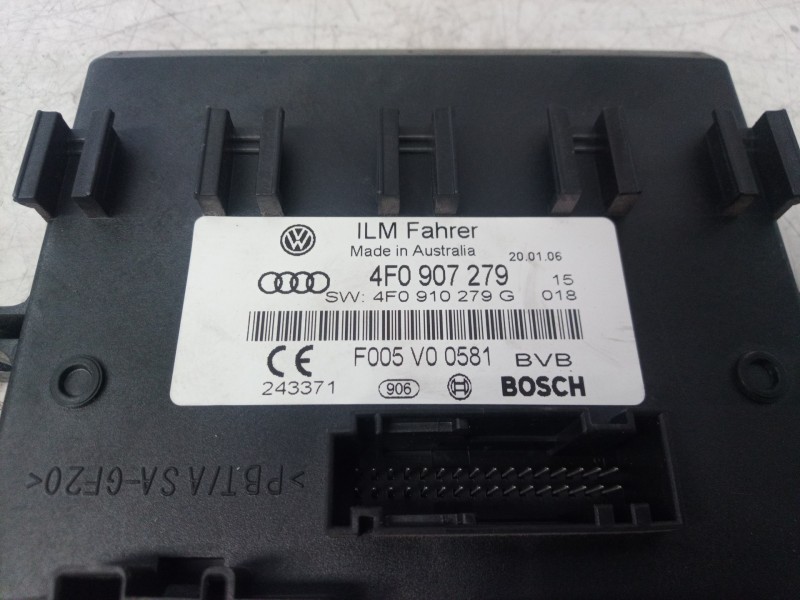 ILM Fahrer
Made in Australia 20.01.06
4F0 907 279 15
SW: 4F0 910 279 G 018
F005 V0 0581 BVB
CE
243371 906 BOSCH
>PBT/ASA-GF20<